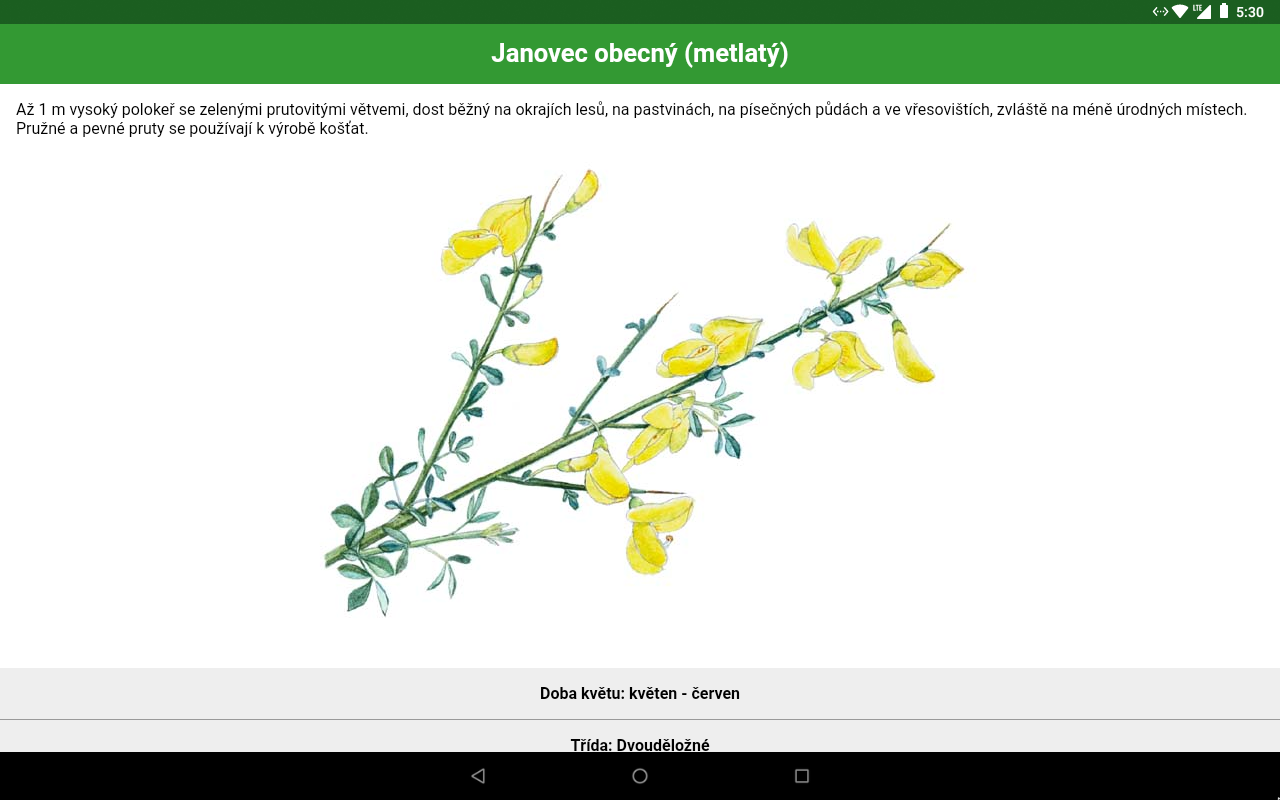 LTE 5:30
Janovec obecný (metlatý)
Až 1 m vysoký polokeř se zelenými prutovitými větvemi, dost běžný na okrajích lesů, na pastvinách, na písečných půdách a ve vřesovištích, zvláště na méně úrodných místech.
Pružné a pevné pruty se používají k výrobě košťat.
Doba květu: květen - červen
Třída: Dvouděložné